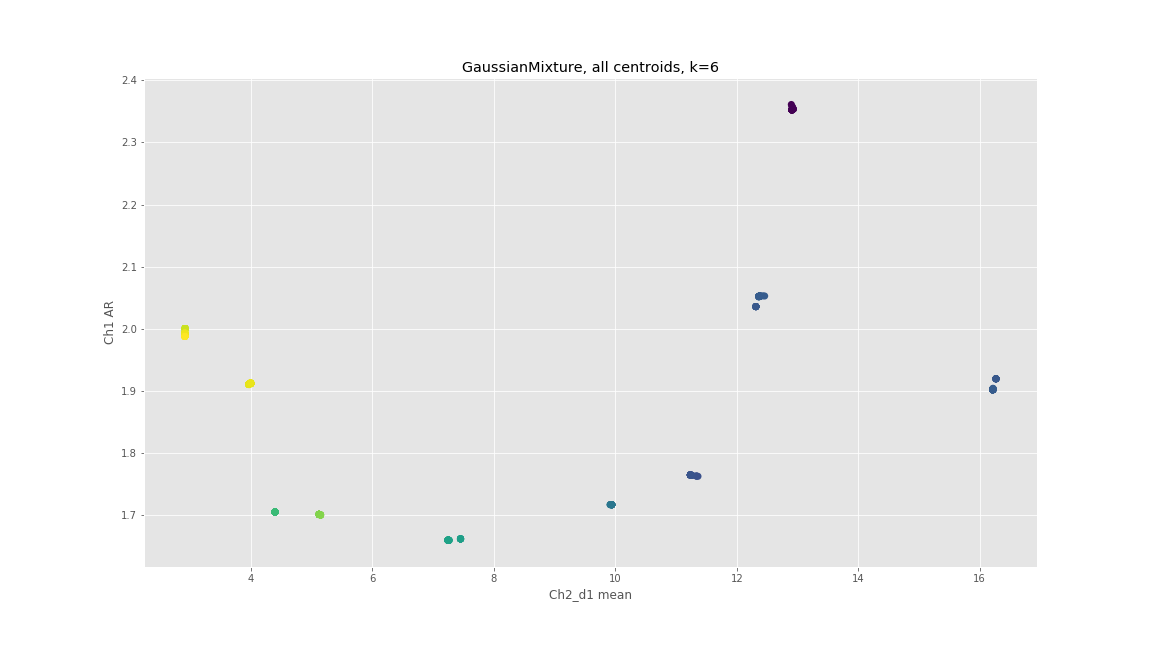 GaussianMixture, all centroids, k=6
2.4
2.3
2.2
2.1
2.0
1.9
1.8
1.7
Ch1 AR
4 6 8 10 12 14 16
Ch2_d1 mean